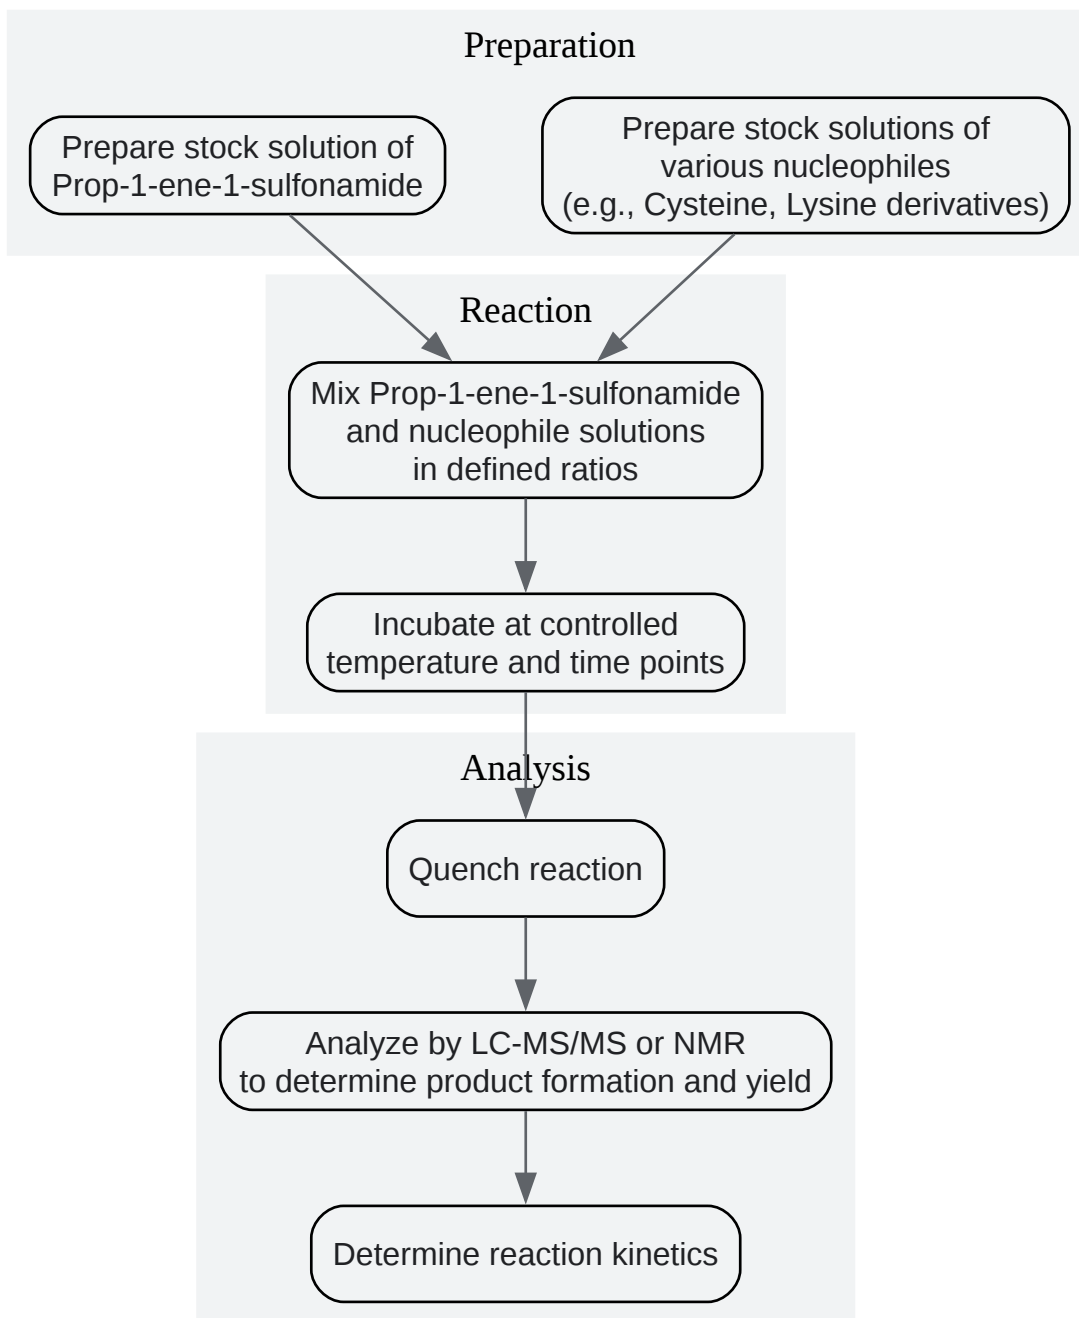 Preparation
Prepare stock solution of
Prop-1-ene-1-sulfonamide
Prepare stock solutions of
various nucleophiles
(e.g., Cysteine, Lysine derivatives)
Reaction
Mix Prop-1-ene-1-sulfonamide
and nucleophile solutions
in defined ratios
Incubate at controlled
temperature and time points
Analysis
Quench reaction
Analyze by LC-MS/MS or NMR
to determine product formation and yield
Determine reaction kinetics